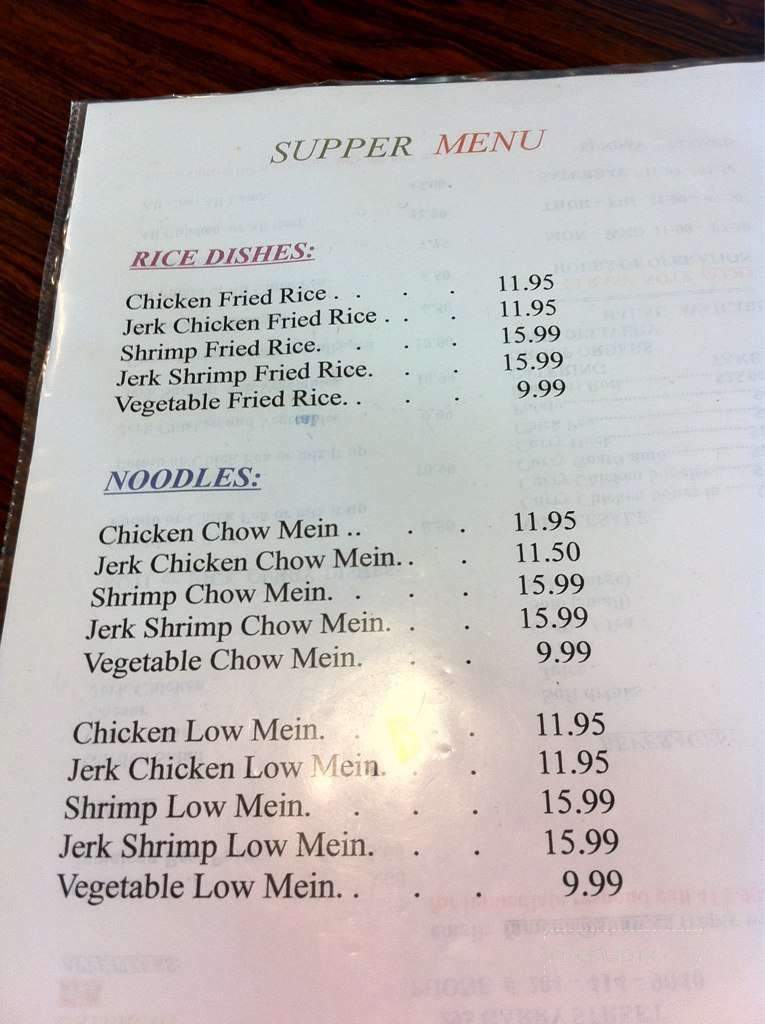 SUPPER MENU
RICE DISHES:
Chicken Fried Rice . . . . 11.95
Jerk Chicken Fried Rice . . . 11.95
Shrimp Fried Rice. . . . 15.99
Jerk Shrimp Fried Rice. . . 15.99
Vegetable Fried Rice. . . . 9.99
NOODLES:
Chicken Chow Mein .. . . 11.95
Jerk Chicken Chow Mein. . . 11.50
Shrimp Chow Mein. . . . 15.99
Jerk Shrimp Chow Mein. . . 15.99
Vegetable Chow Mein. . . 9.99
Chicken Low Mein. . . . 11.95
Jerk Chicken Low Mein. . . 11.95
Shrimp Low Mein. . . . 15.99
Jerk Shrimp Low Mein. . . 15.99
Vegetable Low Mein. . . . 9.99